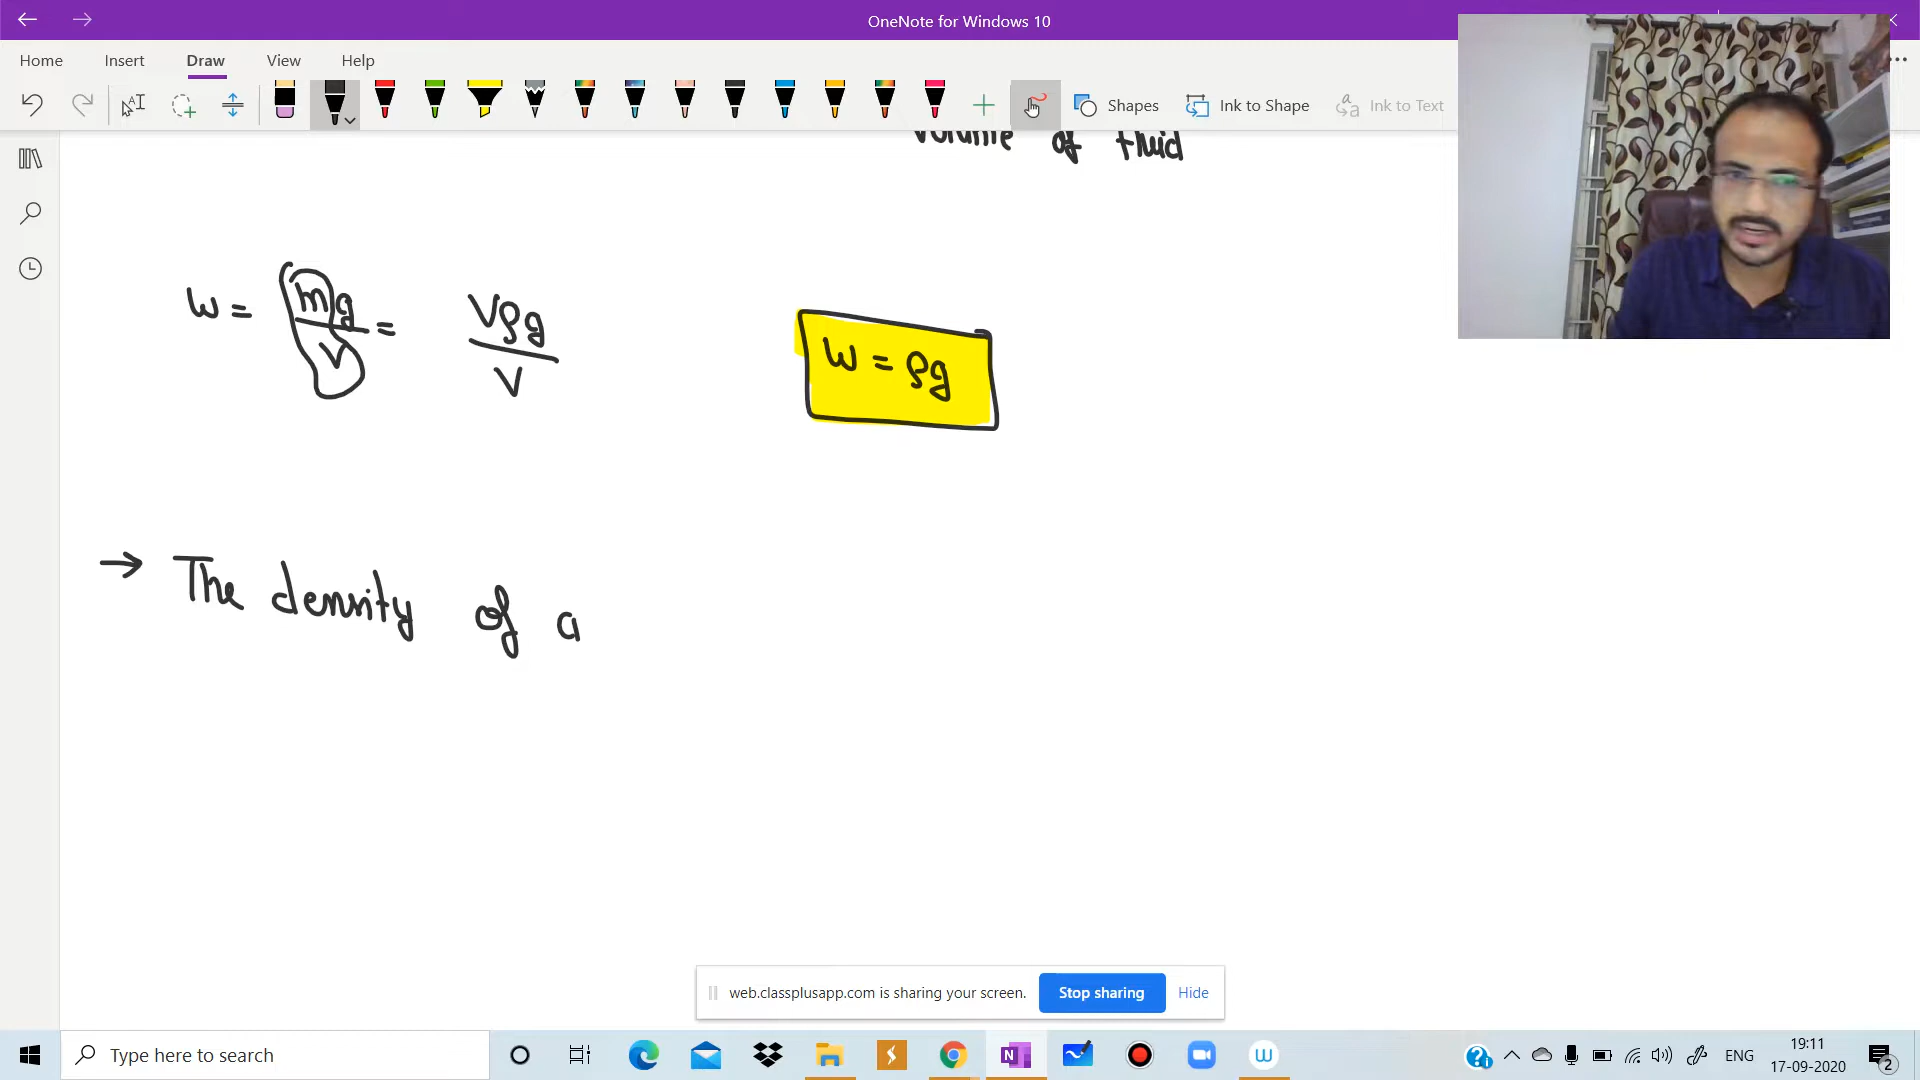 OneNote for Windows 10
Home Insert Draw View Help
Shapes Ink to Shape Ink to Text
volume of fluid
w = mg/V = Vρg/V
w = ρg
→ The density of a
web.classplusapp.com is sharing your screen. Stop sharing Hide
Type here to search
ENG
19:11
17-09-2020
2